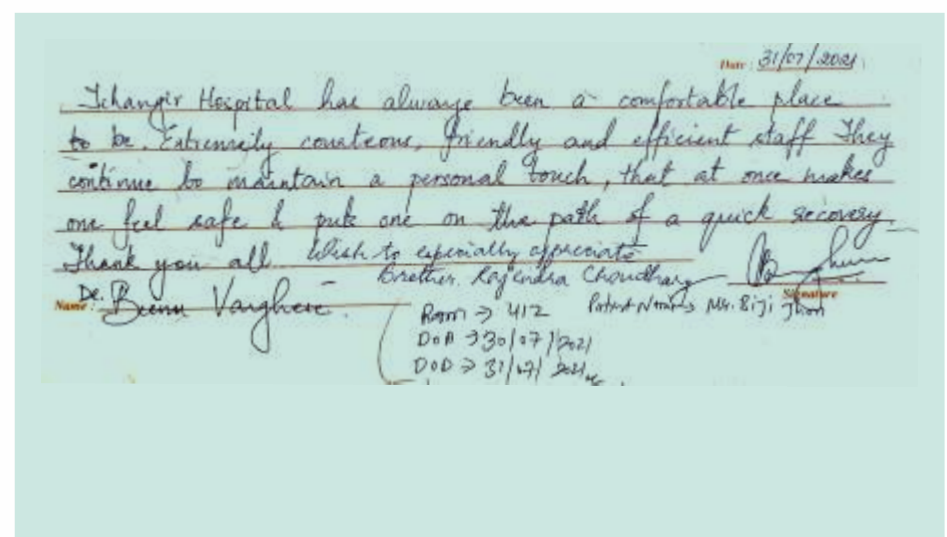 Date : 31/07/2021
Jehangir Hospital has always been a comfortable place
to be. Extremely courteous, friendly and efficient staff They
continue to maintain a personal touch, that at once makes
one feel safe & puts one on the path of a quick recovery
Thank you all. Wish to especially appreciate
Brother. Rajendra Choudhary
Name : Dr. Beenu Varghese.
Signature
Room → 412
Patient Name → Mr. Biji Jhon
DOA → 30/07/2021
DOD → 31/07/2021